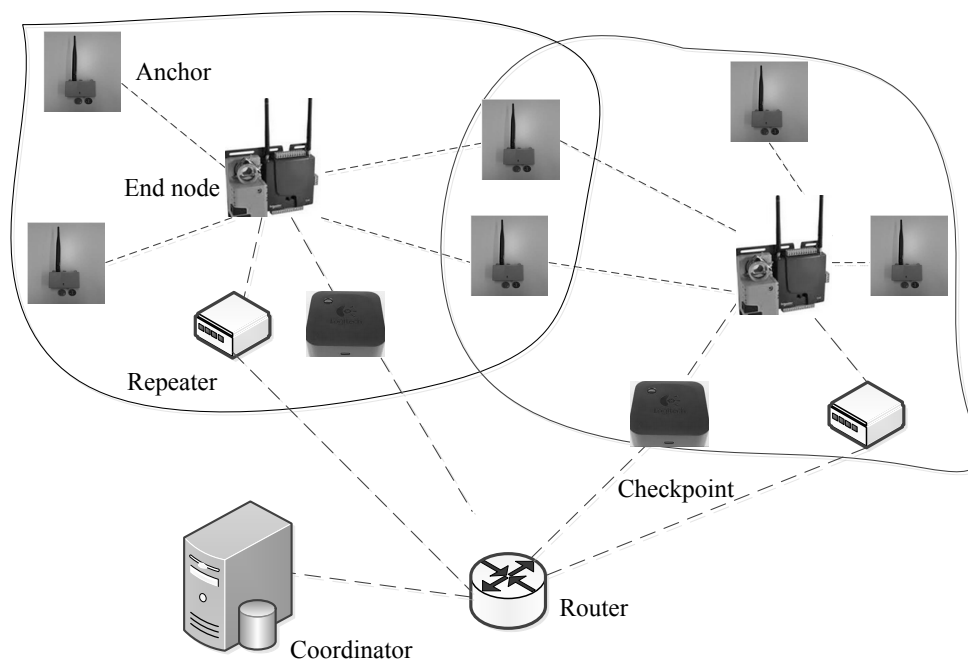 Anchor
End node
Repeater
Checkpoint
Router
Coordinator